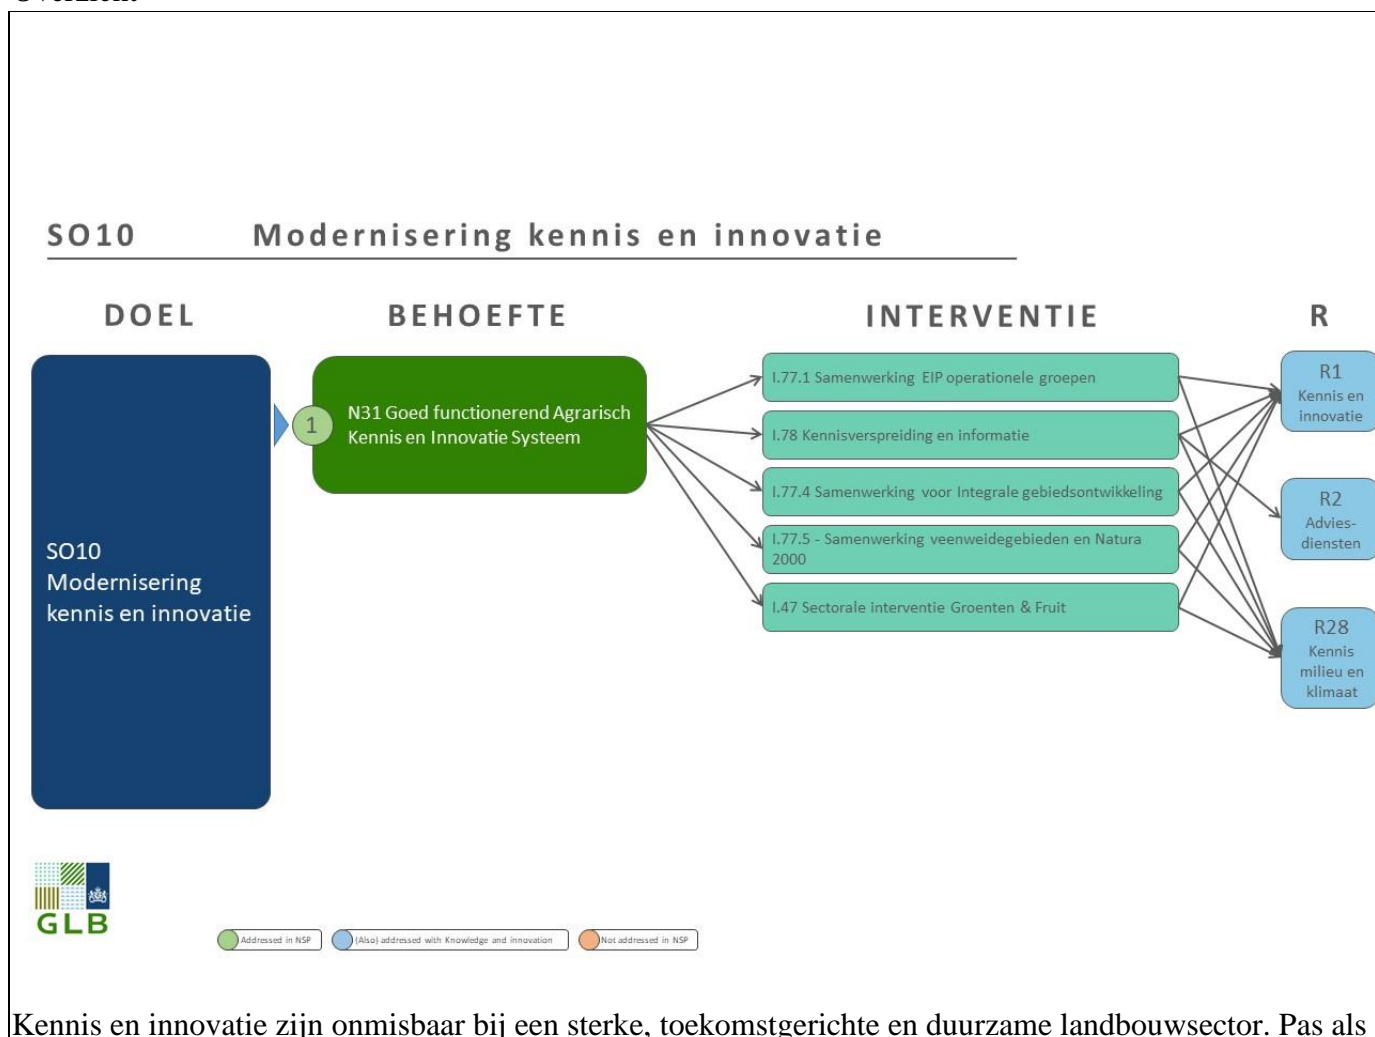 Overzicht
SO10 Modernisering kennis en innovatie
DOEL BEHOEFTE INTERVENTIE R
SO10
Modernisering
kennis en innovatie
1
N31 Goed functionerend Agrarisch
Kennis en Innovatie Systeem
I.77.1 Samenwerking EIP operationele groepen
I.78 Kennisverspreiding en informatie
I.77.4 Samenwerking voor Integrale gebiedsontwikkeling
I.77.5 - Samenwerking veenweidegebieden en Natura
2000
I.47 Sectorale interventie Groenten & Fruit
R1
Kennis en
innovatie
R2
Advies-
diensten
R28
Kennis
milieu en
klimaat
GLB
Addressed in NSP
(Also) addressed with Knowledge and innovation
Not addressed in NSP
Kennis en innovatie zijn onmisbaar bij een sterke, toekomstgerichte en duurzame landbouwsector. Pas als